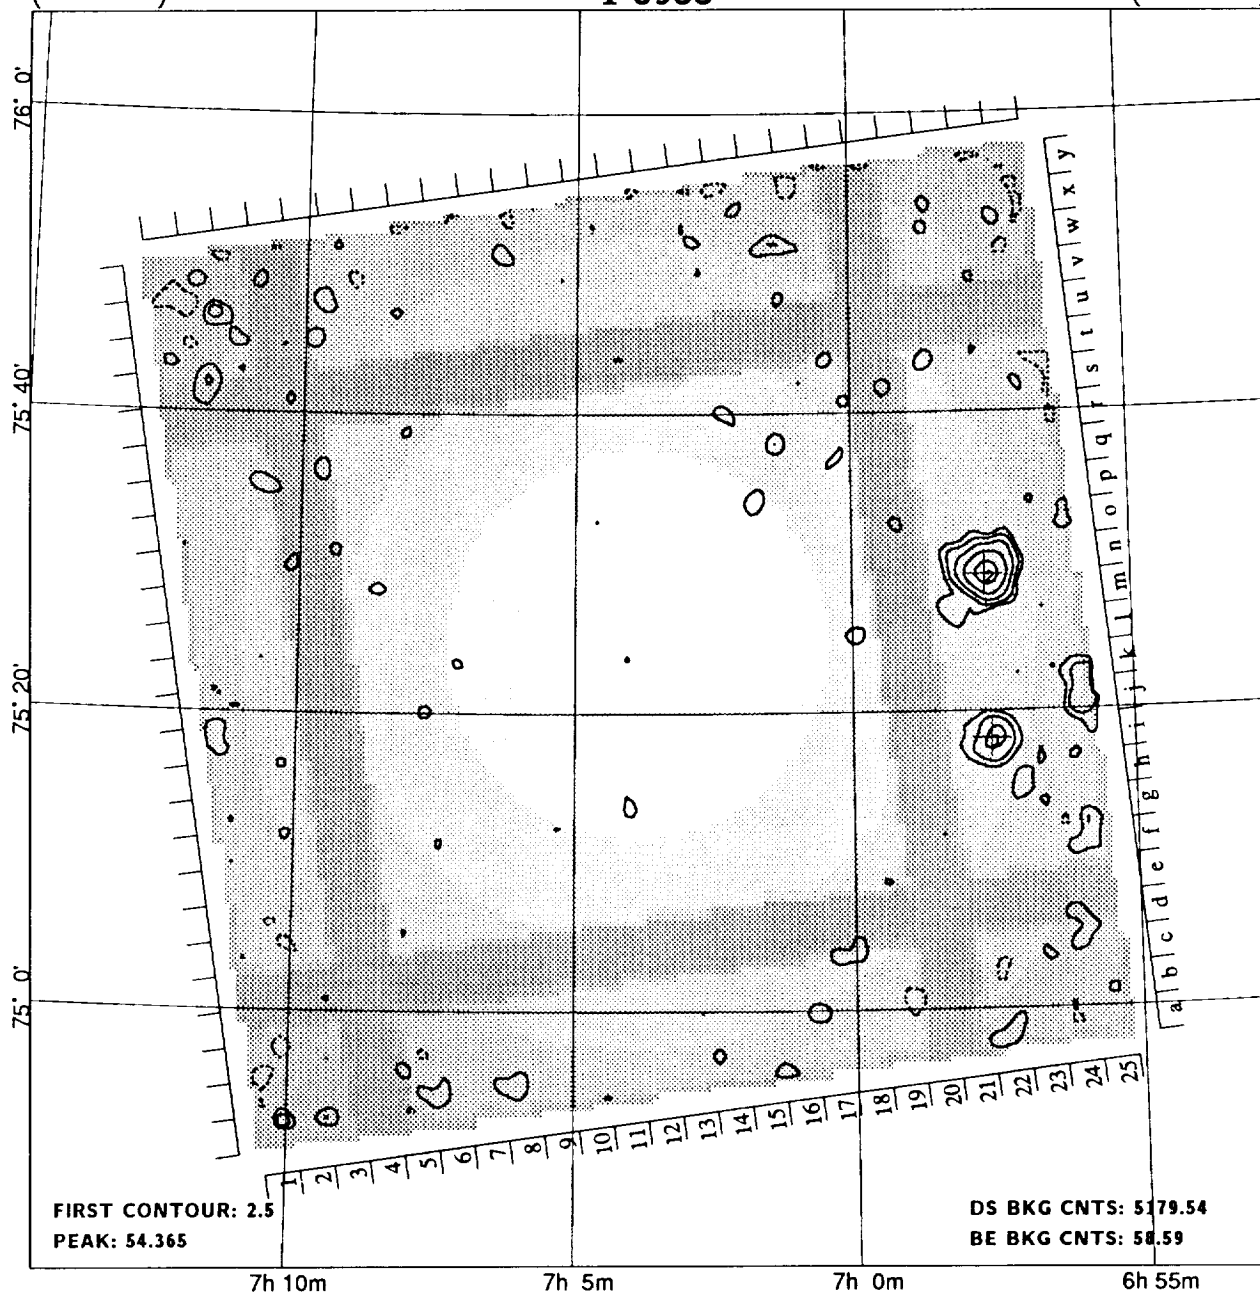 76° 0'
75° 40'
75° 20'
75° 0'
y
x
w
v
u
t
s
r
q
p
o
n
m
l
k
j
i
h
g
f
e
d
c
b
a
1 2 3 4 5 6 7 8 9 10 11 12 13 14 15 16 17 18 19 20 21 22 23 24 25
FIRST CONTOUR: 2.5
PEAK: 54.365
DS BKG CNTS: 5179.54
BE BKG CNTS: 58.59
7h 10m 7h 5m 7h 0m 6h 55m